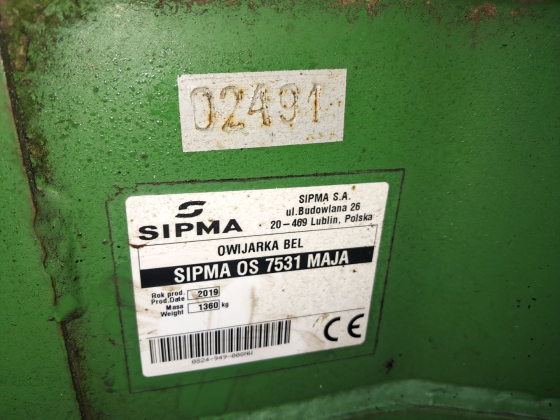 02491
SIPMA
SIPMA S.A.
ul.Budowlana 26
20-469 Lublin, Polska
OWIJARKA BEL
SIPMA OS 7531 MAJA
Rok prod. 2019
Prod.Date
Masa 1360 kg
Weight
CE